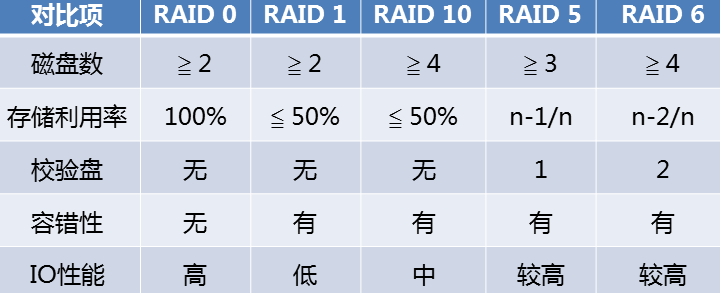 对比项 RAID 0 RAID 1 RAID 10 RAID 5 RAID 6
磁盘数 ≧2 ≧2 ≧4 ≧3 ≧4
存储利用率 100% ≦50% ≦50% n-1/n n-2/n
校验盘 无 无 无 1 2
容错性 无 有 有 有 有
IO性能 高 低 中 较高 较高